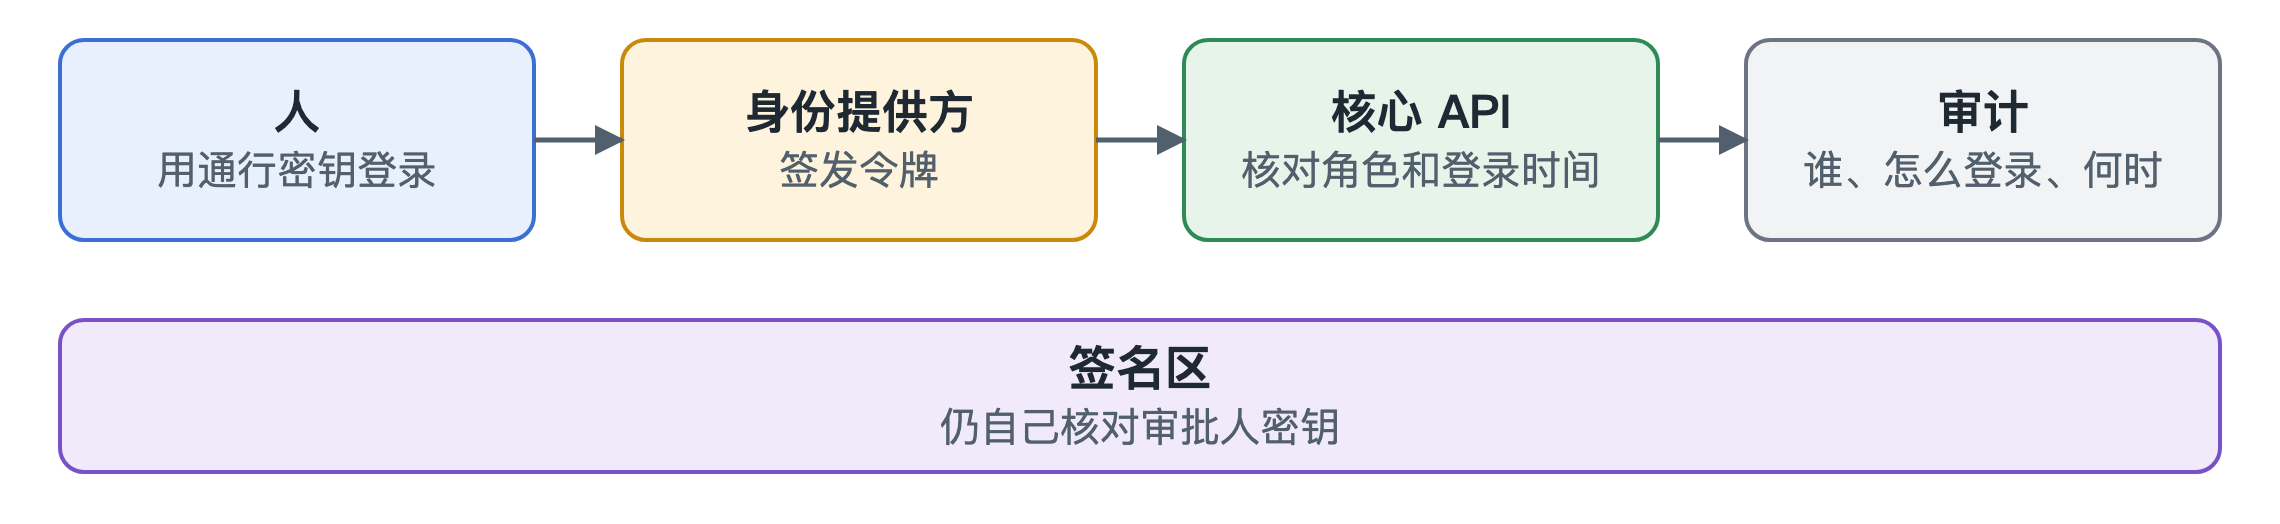 人
用通行密钥登录
身份提供方
签发令牌
核心 API
核对角色和登录时间
审计
谁、怎么登录、何时
签名区
仍自己核对审批人密钥